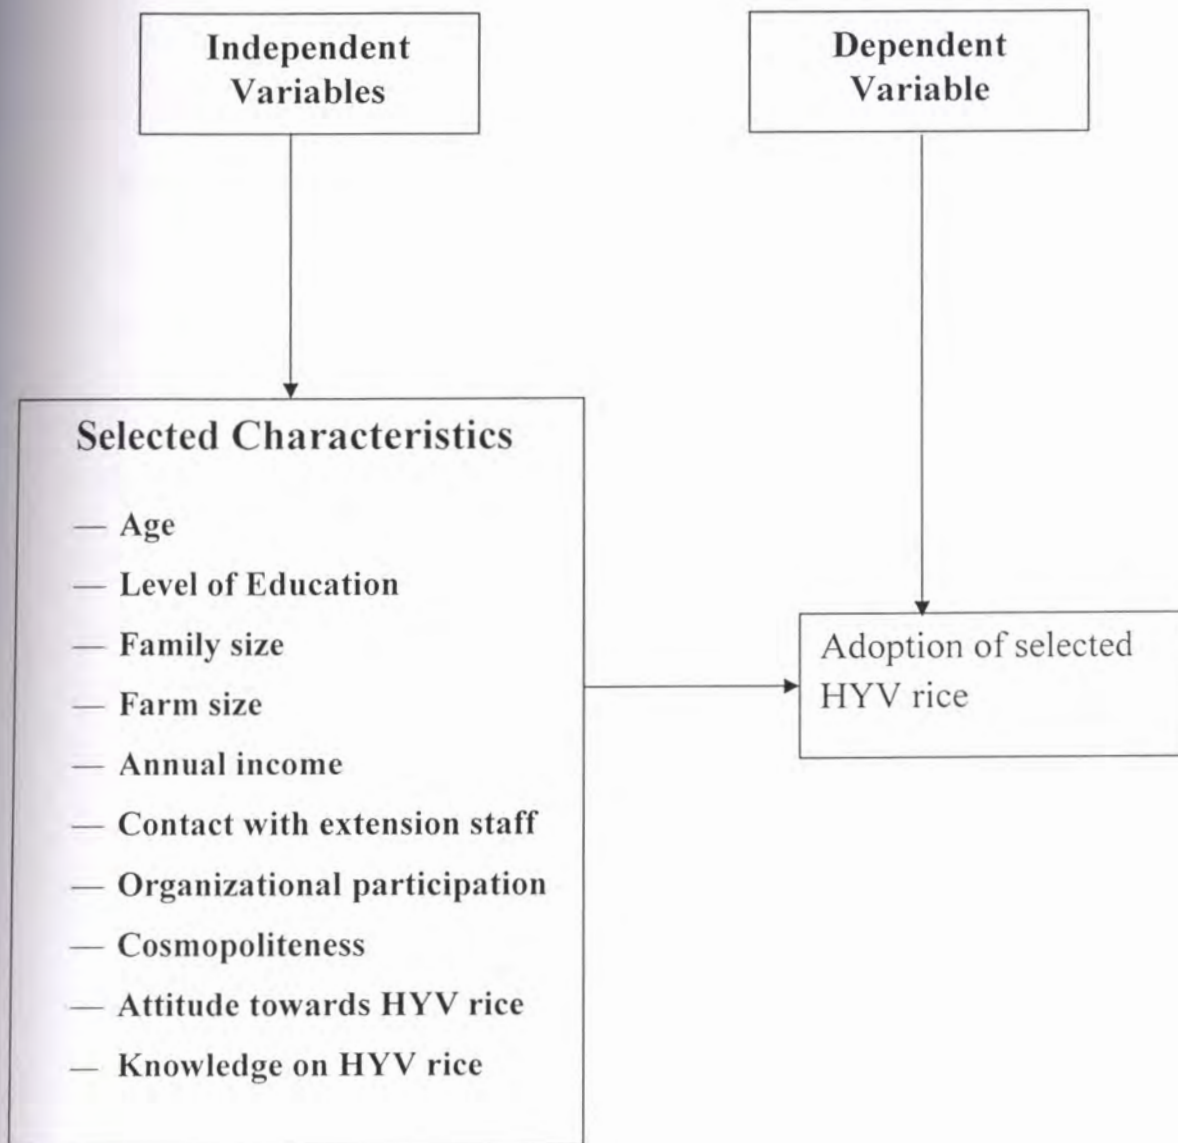 Independent
Variables
Dependent
Variable
Selected Characteristics
— Age
— Level of Education
— Family size
— Farm size
— Annual income
— Contact with extension staff
— Organizational participation
— Cosmopoliteness
— Attitude towards HYV rice
— Knowledge on HYV rice
Adoption of selected
HYV rice